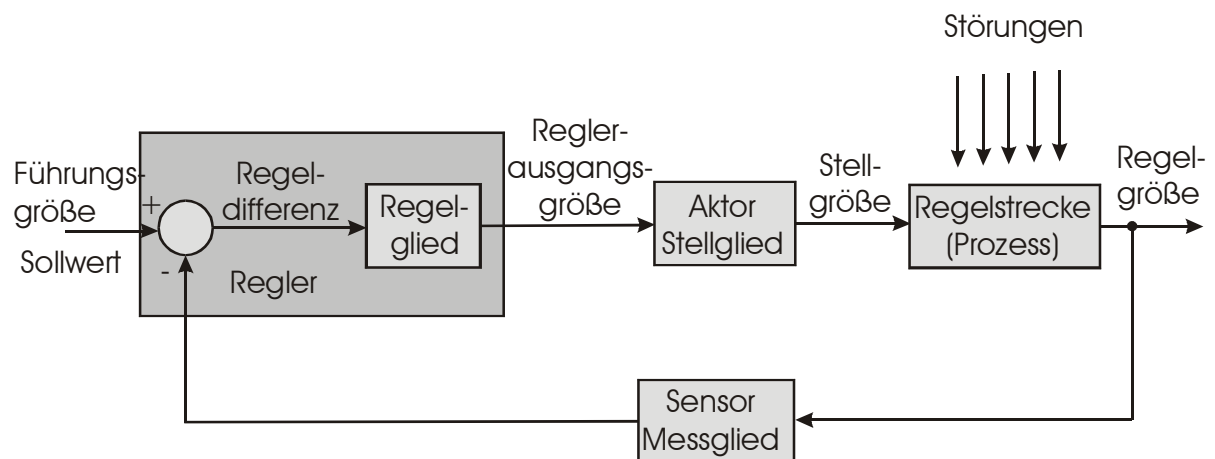 Störungen
Führungs-
größe
+
Sollwert
-
Regel-
differenz
Regler
Regel-
glied
Regler-
ausgangs-
größe
Aktor
Stellglied
Stell-
größe
Regelstrecke
(Prozess)
Regel-
größe
Sensor
Messglied